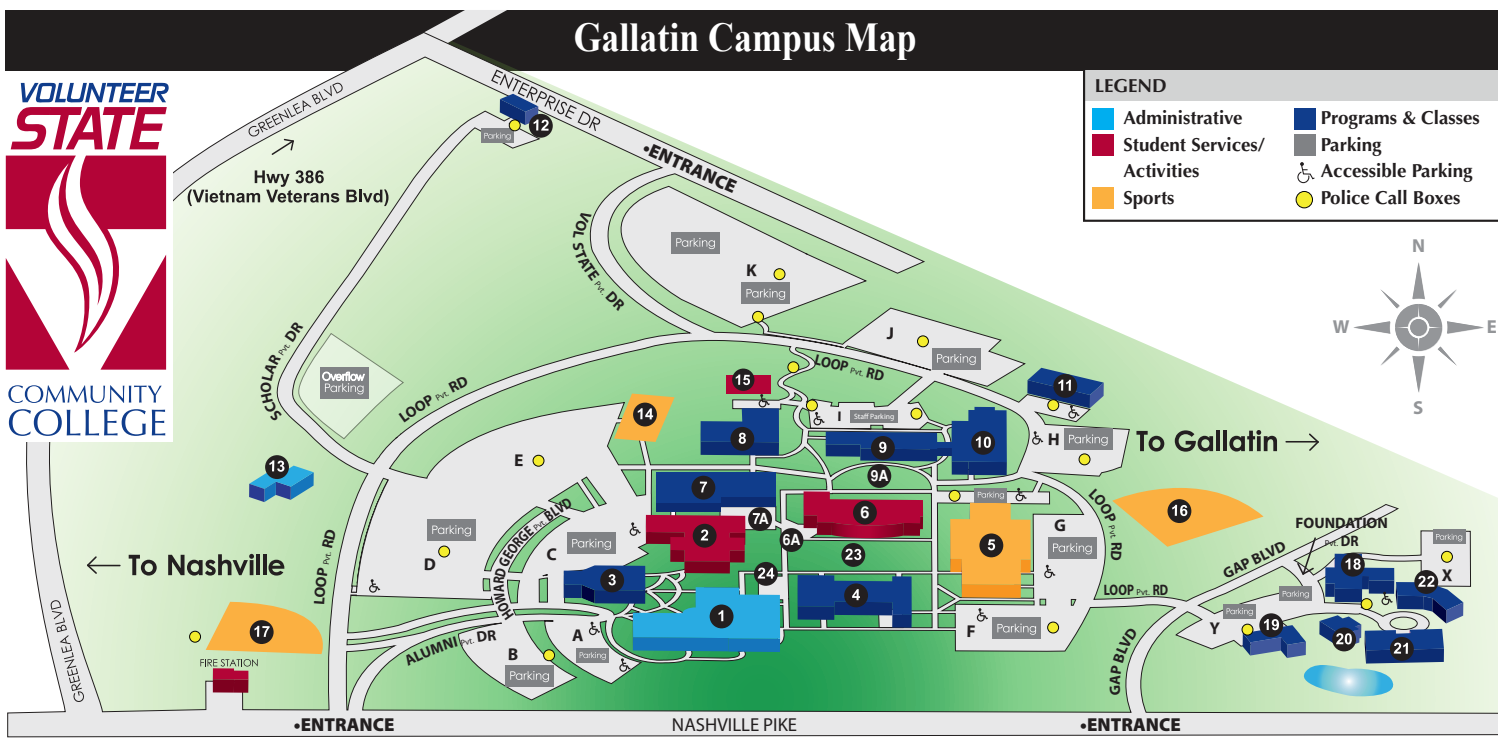 Gallatin Campus Map
VOLUNTEER
STATE
COMMUNITY
COLLEGE
LEGEND
Administrative
Student Services/
Activities
Sports
Programs & Classes
Parking
Accessible Parking
Police Call Boxes
N
W
E
S
GREENLEA BLVD
ENTERPRISE DR
12
Parking
•ENTRANCE
Hwy 386
(Vietnam Veterans Blvd)
VOL STATE Pvt. DR
Parking
K
Parking
J
Parking
SCHOLAR Pvt. DR
Overflow
Parking
LOOP Pvt. RD
LOOP Pvt. RD
15
11
14
I
Staff Parking
8
9
10
H
Parking
To Gallatin
13
E
9A
7
Parking
16
LOOP Pvt. RD
Parking
D
HOWARD GEORGE Pvt. BLVD
C
Parking
2
7A
6A
6
23
5
G
Parking
FOUNDATION
Pvt. DR
GAP BLVD
Parking
X
To Nashville
LOOP Pvt. RD
3
24
4
18
22
LOOP Pvt. RD
Parking
GREENLEA BLVD
17
1
Parking
Y
19
20
21
FIRE STATION
ALUMNI Pvt. DR
B
Parking
A
Parking
F
Parking
GAP BLVD
•ENTRANCE
NASHVILLE PIKE
•ENTRANCE